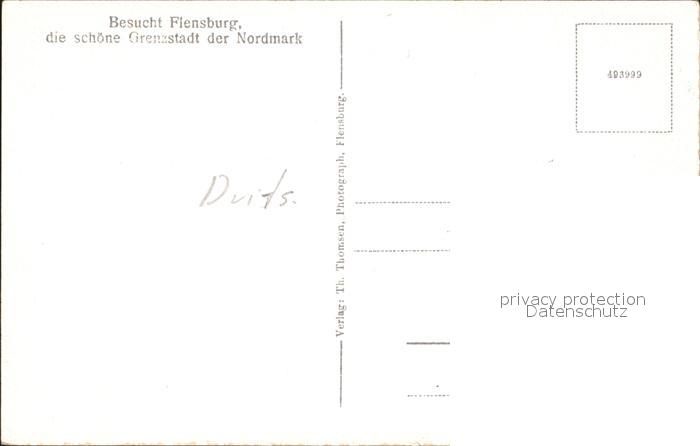 Besucht Flensburg,
die schöne Grenzstadt der Nordmark
Duits.
Verlag: Th. Thomsen, Photograph, Flensburg.
493999
privacy protection
Datenschutz